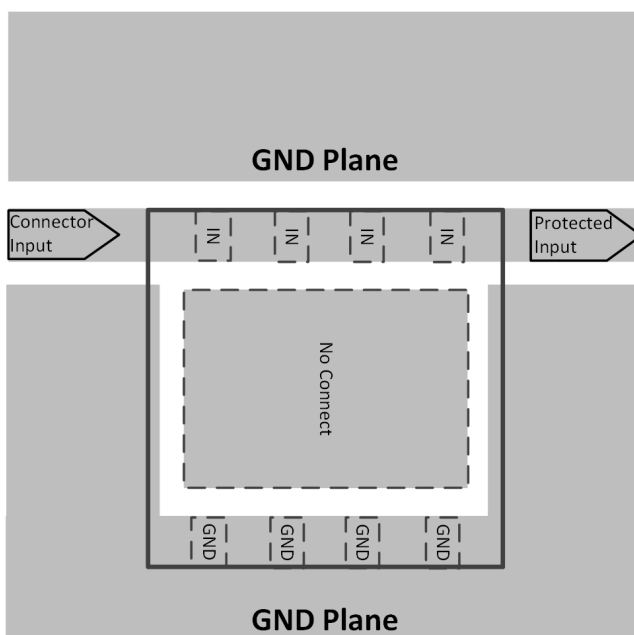 GND Plane
Connector
Input
IN
IN
IN
IN
Protected
Input
No Connect
GND
GND
GND
GND
GND Plane